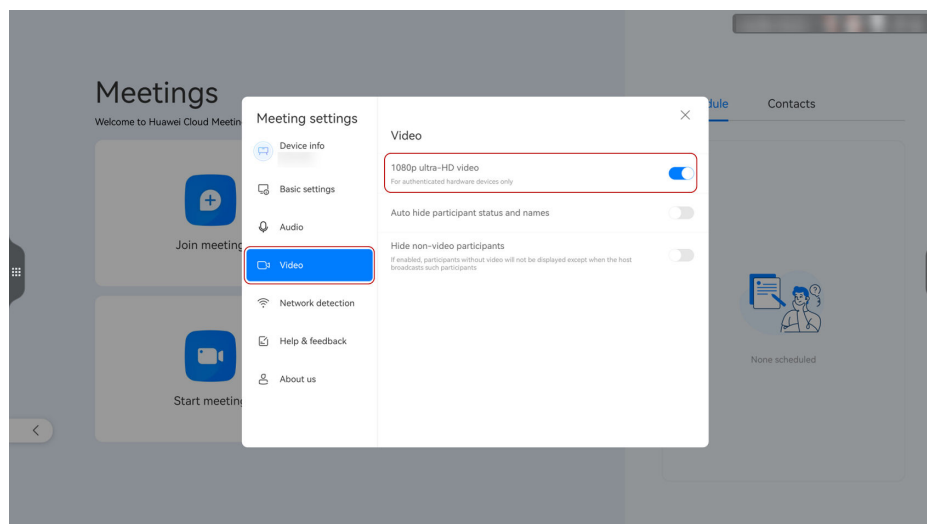 Meetings
Welcome to Huawei Cloud Meetin
Join meeting
Start meeting
Meeting settings
Device info
Basic settings
Audio
Video
Network detection
Help & feedback
About us
Video
1080p ultra-HD video
For authenticated hardware devices only
Auto hide participant status and names
Hide non-video participants
If enabled, participants without video will not be displayed except when the host
broadcasts such participants
dule
Contacts
None scheduled